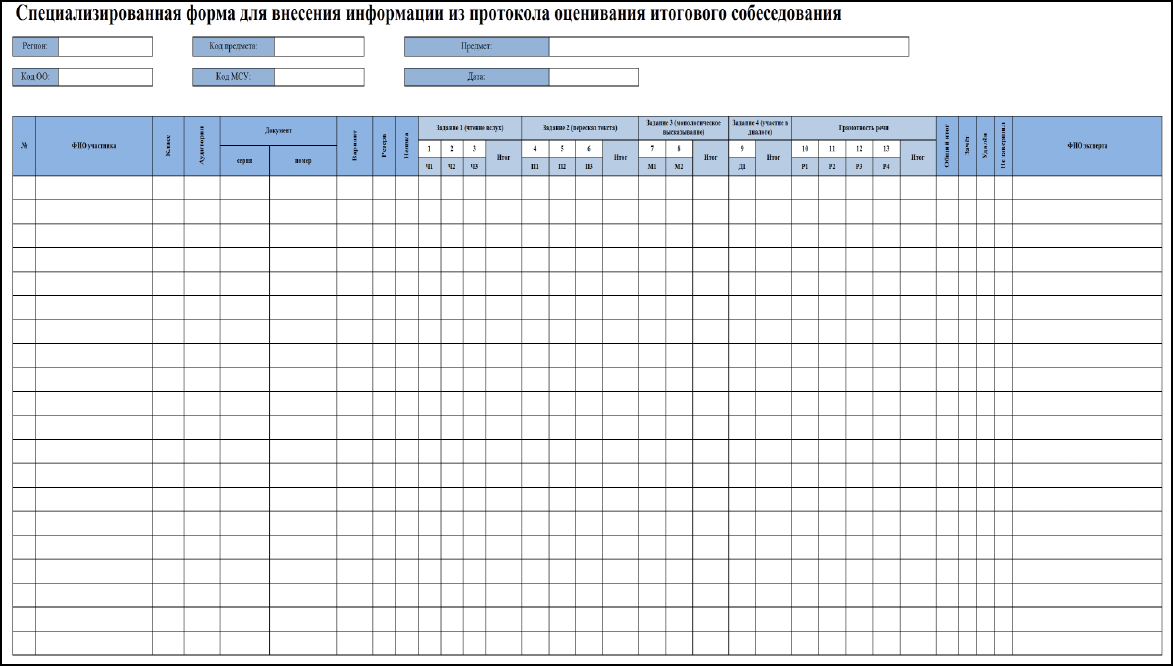 Специализированная форма для внесения информации из протокола оценивания итогового собеседования
Регион: Код предмета: Предмет:
Код ОО: Код МСУ: Дата:
№ ФИО участника Класс Аудитория Документ Вариант Резерв Неявка Задание 1 (чтение вслух) Задание 2 (пересказ текста) Задание 3 (монологическое высказывание) Задание 4 (участие в диалоге) Грамотность речи Общий итог Зачёт Удалён Не завершил ФИО эксперта
серия номер
1 2 3 Итог 4 5 6 Итог 7 8 Итог 9 Итог 10 11 12 13 Итог
Ч1 Ч2 Ч3 П1 П2 П3 М1 М2 Д1 Р1 Р2 Р3 Р4